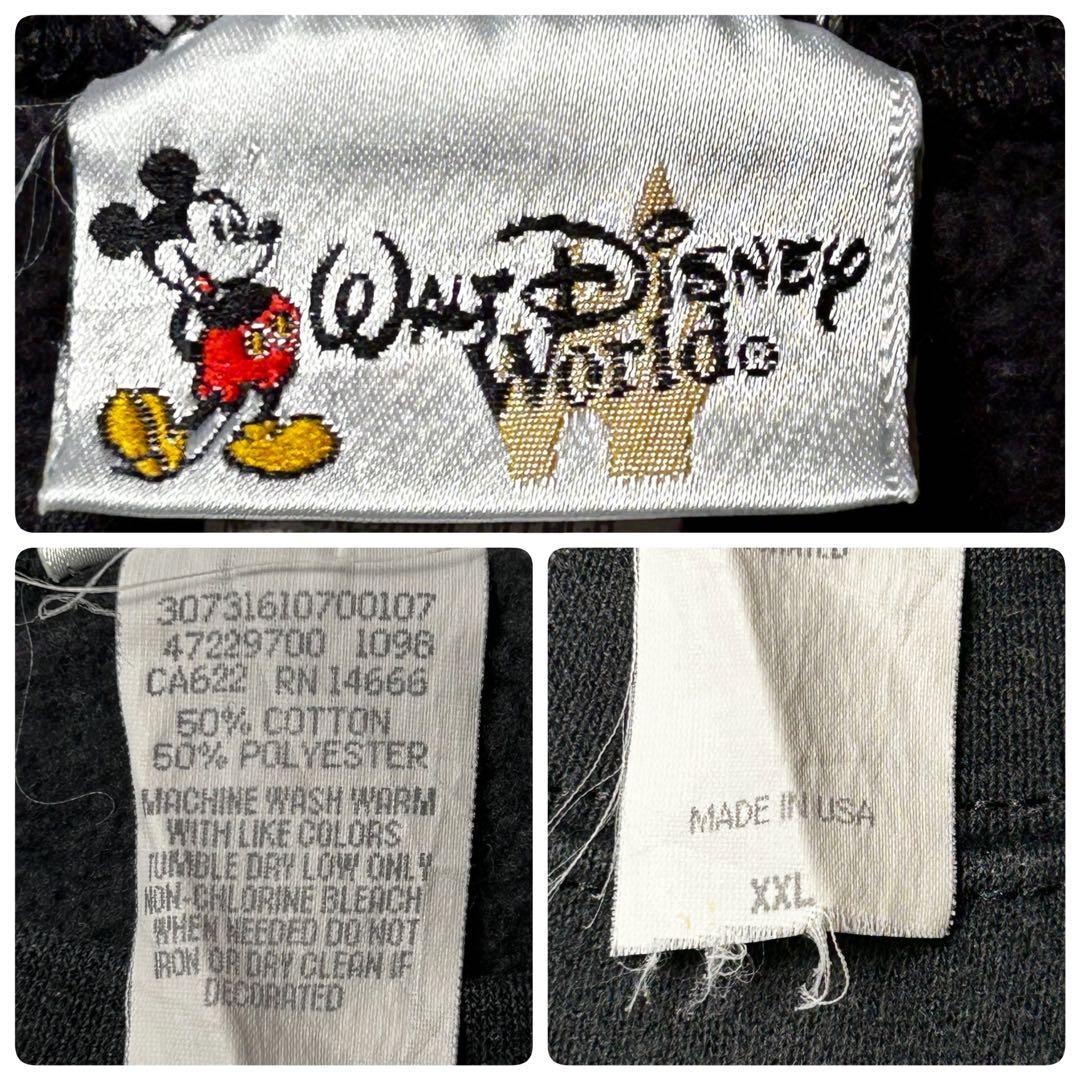 Walt Disney
World®
30731610700107
47229700 1098
CA622 RN 14666
50% COTTON
50% POLYESTER
MACHINE WASH WARM
WITH LIKE COLORS
TUMBLE DRY LOW ONLY
NON-CHLORINE BLEACH
WHEN NEEDED DO NOT
IRON OR DRY CLEAN IF
DECORATED
MADE IN USA
XXL